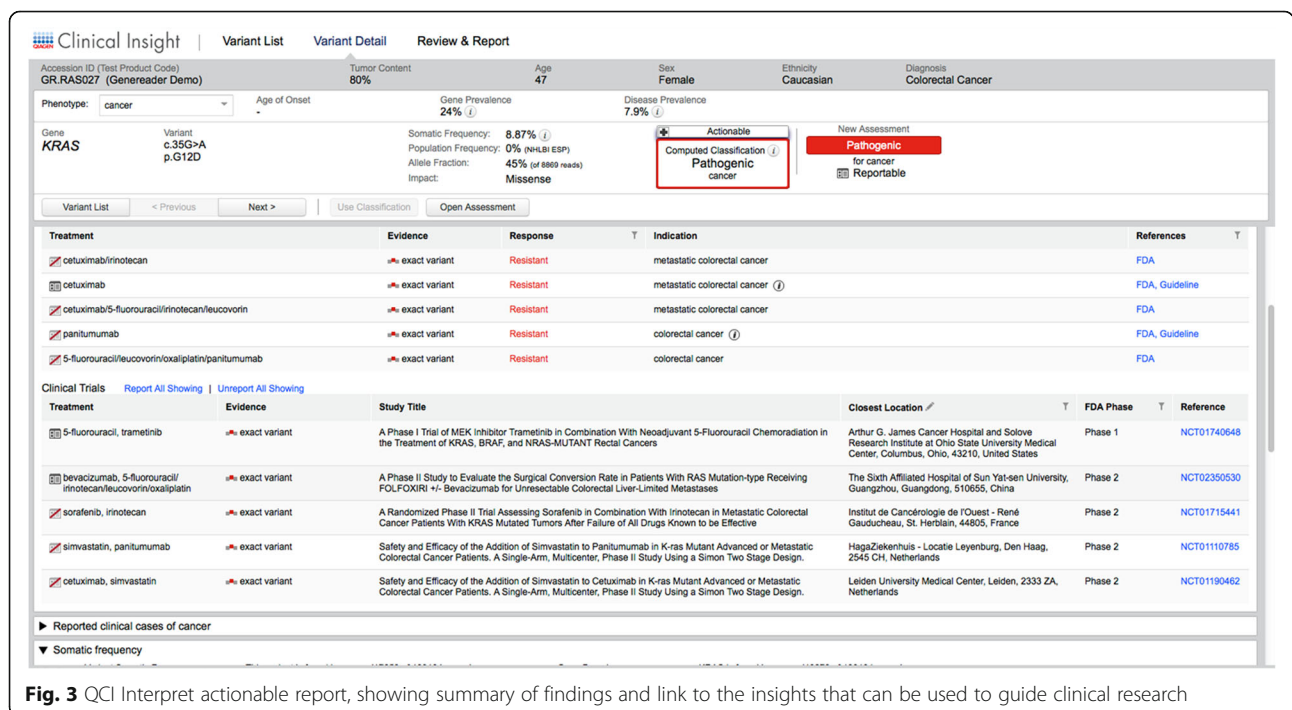 QIAGEN Clinical Insight | Variant List Variant Detail Review & Report
Accession ID (Test Product Code) Tumor Content Age Sex Ethnicity Diagnosis
GR.RAS027 (Genereader Demo) 80% 47 Female Caucasian Colorectal Cancer
Phenotype: cancer Age of Onset Gene Prevalence Disease Prevalence
- 24% i 7.9% i
Gene Variant Somatic Frequency: 8.87% i Actionable New Assessment
KRAS c.35G>A Population Frequency: 0% (NHLBI ESP) Computed Classification i Pathogenic
p.G12D Allele Fraction: 45% (of 8869 reads) Pathogenic for cancer
Impact: Missense cancer Reportable
Variant List < Previous Next > Use Classification Open Assessment
Treatment Evidence Response Indication References
cetuximab/irinotecan exact variant Resistant metastatic colorectal cancer FDA
cetuximab exact variant Resistant metastatic colorectal cancer i FDA, Guideline
cetuximab/5-fluorouracil/irinotecan/leucovorin exact variant Resistant metastatic colorectal cancer FDA
panitumumab exact variant Resistant colorectal cancer i FDA, Guideline
5-fluorouracil/leucovorin/oxaliplatin/panitumumab exact variant Resistant colorectal cancer FDA
Clinical Trials Report All Showing | Unreport All Showing
Treatment Evidence Study Title Closest Location FDA Phase Reference
5-fluorouracil, trametinib exact variant A Phase I Trial of MEK Inhibitor Trametinib in Combination With Neoadjuvant 5-Fluorouracil Chemoradiation in Arthur G. James Cancer Hospital and Solove Phase 1 NCT01740648
the Treatment of KRAS, BRAF, and NRAS-MUTANT Rectal Cancers Research Institute at Ohio State University Medical
Center, Columbus, Ohio, 43210, United States
bevacizumab, 5-fluorouracil/ exact variant A Phase II Study to Evaluate the Surgical Conversion Rate in Patients With RAS Mutation-type Receiving The Sixth Affiliated Hospital of Sun Yat-sen University, Phase 2 NCT02350530
irinotecan/leucovorin/oxaliplatin FOLFOXIRI +/- Bevacizumab for Unresectable Colorectal Liver-Limited Metastases Guangzhou, Guangdong, 510655, China
sorafenib, irinotecan exact variant A Randomized Phase II Trial Assessing Sorafenib in Combination With Irinotecan in Metastatic Colorectal Institut de Cancérologie de l'Ouest - René Phase 2 NCT01715441
Cancer Patients With KRAS Mutated Tumors After Failure of All Drugs Known to be Effective Gauducheau, St. Herblain, 44805, France
simvastatin, panitumumab exact variant Safety and Efficacy of the Addition of Simvastatin to Panitumumab in K-ras Mutant Advanced or Metastatic HagaZiekenhuis - Locatie Leyenburg, Den Haag, Phase 2 NCT01110785
Colorectal Cancer Patients. A Single-Arm, Multicenter, Phase II Study Using a Simon Two Stage Design. 2545 CH, Netherlands
cetuximab, simvastatin exact variant Safety and Efficacy of the Addition of Simvastatin to Cetuximab in K-ras Mutant Advanced or Metastatic Leiden University Medical Center, Leiden, 2333 ZA, Phase 2 NCT01190462
Colorectal Cancer Patients. A Single-Arm, Multicenter, Phase II Study Using a Simon Two Stage Design. Netherlands
Reported clinical cases of cancer
Somatic frequency
Fig. 3 QCI Interpret actionable report, showing summary of findings and link to the insights that can be used to guide clinical research